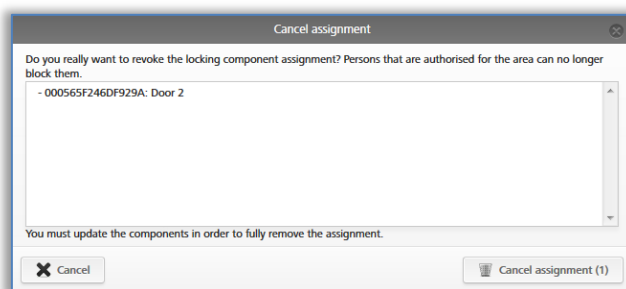 Cancel assignment
Do you really want to revoke the locking component assignment? Persons that are authorised for the area can no longer
block them.
- 000565F246DF929A: Door 2
You must update the components in order to fully remove the assignment.
Cancel
Cancel assignment (1)